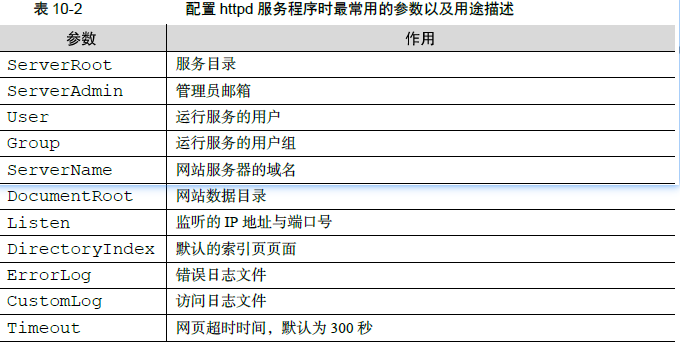 表 10-2 配置 httpd 服务程序时最常用的参数以及用途描述
参数 作用
ServerRoot 服务目录
ServerAdmin 管理员邮箱
User 运行服务的用户
Group 运行服务的用户组
ServerName 网站服务器的域名
DocumentRoot 网站数据目录
Listen 监听的 IP 地址与端口号
DirectoryIndex 默认的索引页页面
ErrorLog 错误日志文件
CustomLog 访问日志文件
Timeout 网页超时时间，默认为 300 秒